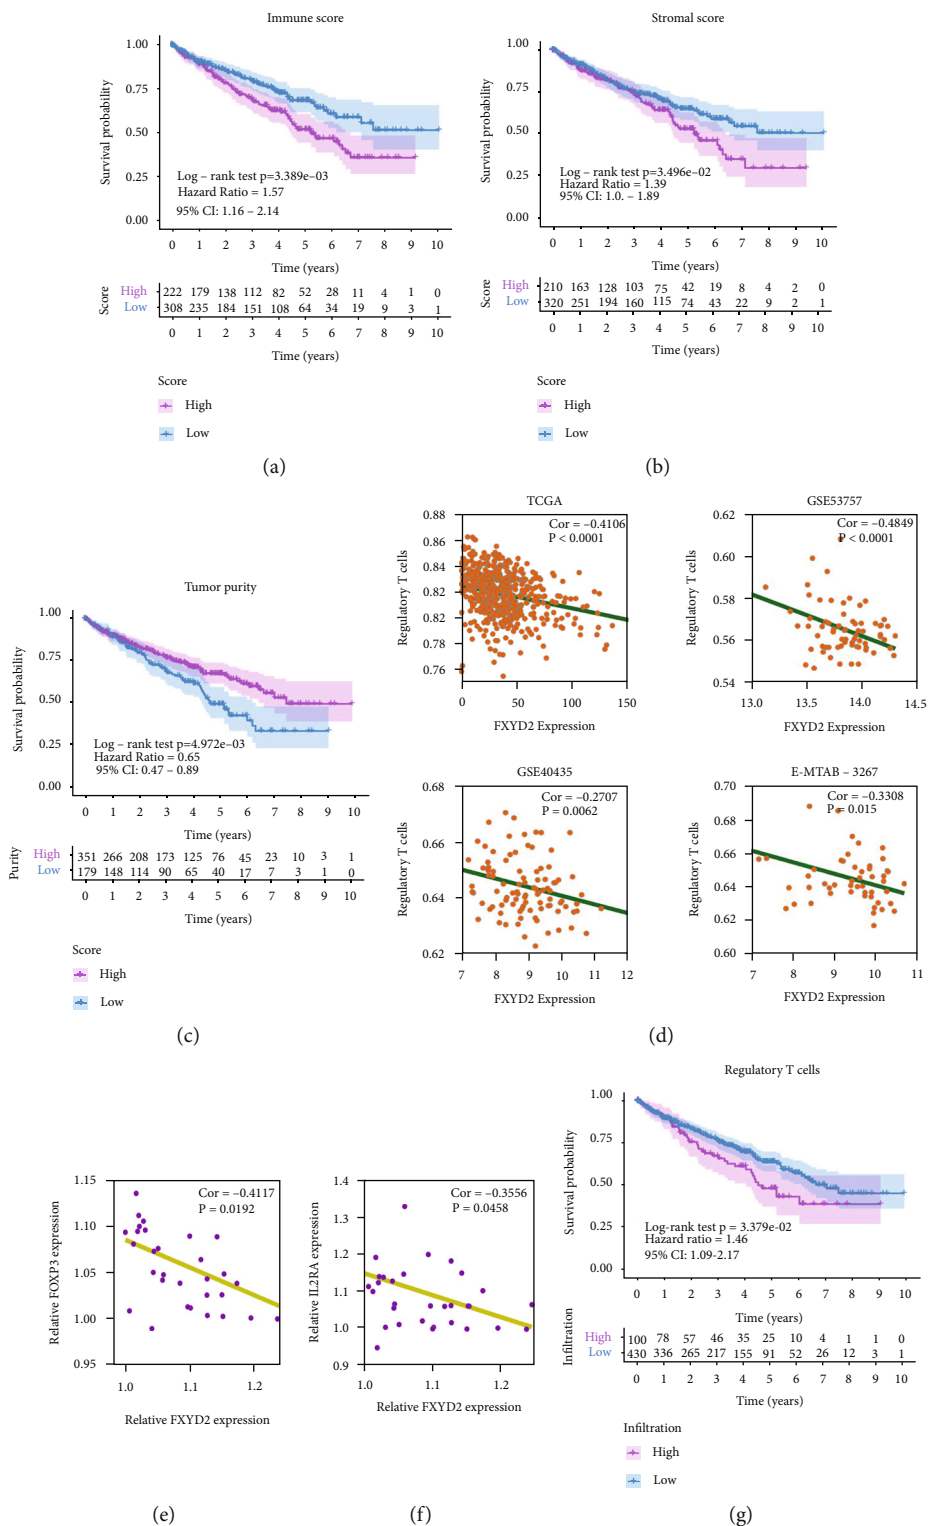 Immune score
Survival probability
1.00
0.75
0.50
0.25
0.00
Log – rank test p=3.389e–03
Hazard Ratio = 1.57
95% CI: 1.16 – 2.14
0 1 2 3 4 5 6 7 8 9 10
Time (years)
Score
High 222 179 138 112 82 52 28 11 4 1 0
Low 308 235 184 151 108 64 34 19 9 3 1
0 1 2 3 4 5 6 7 8 9 10
Time (years)
Score
High
Low
(a)
Stromal score
Survival probability
1.00
0.75
0.50
0.25
0.00
Log – rank test p=3.496e–02
Hazard Ratio = 1.39
95% CI: 1.0. – 1.89
0 1 2 3 4 5 6 7 8 9 10
Time (years)
Score
High 210 163 128 103 75 42 19 8 4 2 0
Low 320 251 194 160 115 74 43 22 9 2 1
0 1 2 3 4 5 6 7 8 9 10
Time (years)
Score
High
Low
(b)
Tumor purity
Survival probability
1.00
0.75
0.50
0.25
0.00
Log – rank test p=4.972e–03
Hazard Ratio = 0.65
95% CI: 0.47 – 0.89
0 1 2 3 4 5 6 7 8 9 10
Time (years)
Purity
High 351 266 208 173 125 76 45 23 10 3 1
Low 179 148 114 90 65 40 17 7 3 1 0
0 1 2 3 4 5 6 7 8 9 10
Time (years)
Score
High
Low
(c)
TCGA
Regulatory T cells
0.88
0.86
0.84
0.82
0.82
0.76
Cor = –0.4106
P < 0.0001
0 50 100 150
FXYD2 Expression
GSE53757
Regulatory T cells
0.62
0.60
0.58
0.56
0.54
Cor = –0.4849
P < 0.0001
13.0 13.5 14.0 14.5
FXYD2 Expression
GSE40435
Regulatory T cells
0.68
0.66
0.64
0.62
Cor = –0.2707
P = 0.0062
7 8 9 10 11 12
FXYD2 Expression
E-MTAB – 3267
Regulatory T cells
0.70
0.66
0.64
0.62
0.60
Cor = –0.3308
P = 0.015
7 8 9 10 11
FXYD2 Expression
(d)
Relative FOXP3 expression
1.15
1.10
1.05
1.00
0.95
Cor = –0.4117
P = 0.0192
1.0 1.1 1.2
Relative FXYD2 expression
(e)
Relative IL2RA expression
1.4
1.3
1.2
1.1
1.0
0.9
Cor = –0.3556
P = 0.0458
1.0 1.1 1.2
Relative FXYD2 expression
(f)
Regulatory T cells
Survival probability
1.00
0.75
0.50
0.25
0.00
Log-rank test p = 3.379e-02
Hazard ratio = 1.46
95% CI: 1.09-2.17
0 1 2 3 4 5 6 7 8 9 10
Time (years)
Infiltration
High 100 78 57 46 35 25 10 4 1 1 0
Low 430 336 265 217 155 91 52 26 12 3 1
0 1 2 3 4 5 6 7 8 9 10
Time (years)
Infiltration
High
Low
(g)